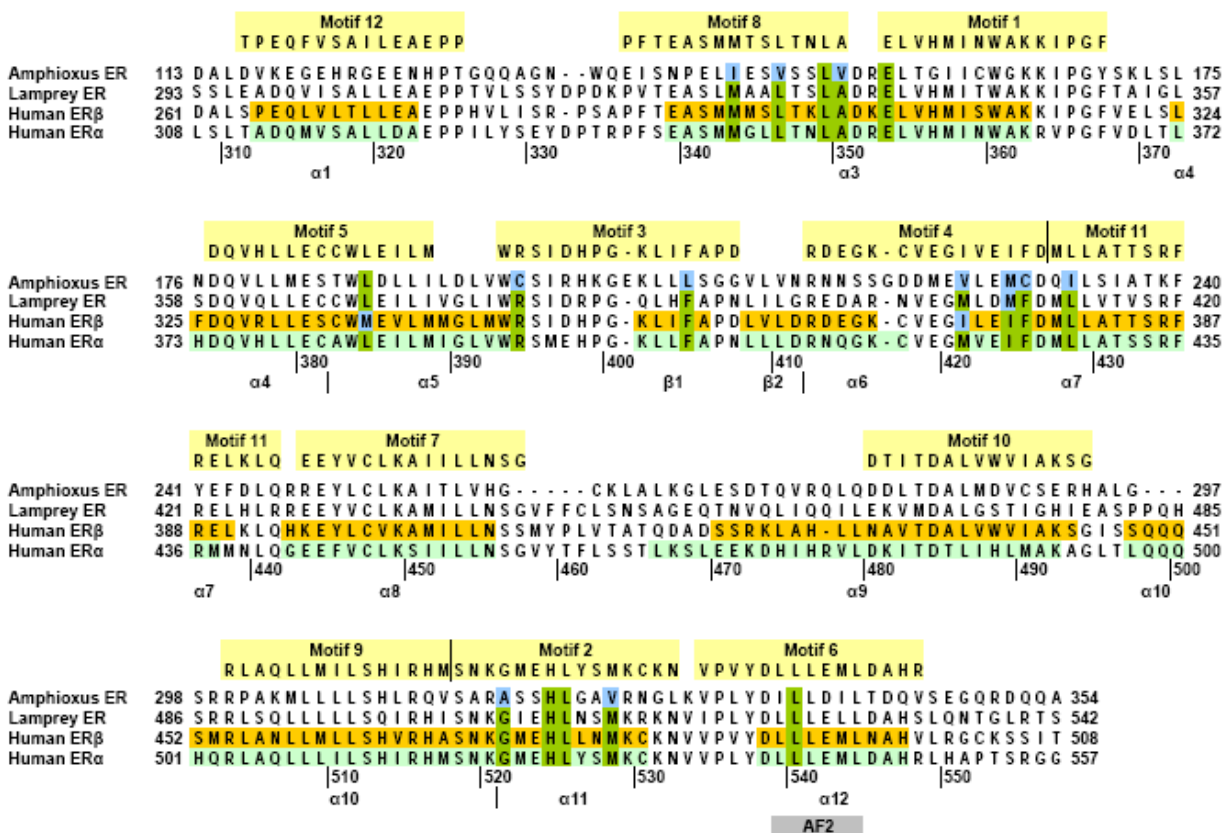 Motif 12 Motif 8 Motif 1
TPEQFVSAILEAEPP PFTEASMMTSLTNLA ELVHMINWAKKIPGF
Amphioxus ER 113 DALDVKEGEHRGEENHPTGQQAGN--WQEISNPELIESVSSLVDRELTGIICWGKKIPGYSKLSL 175
Lamprey ER 293 SSLEADQVISALLEAEPPTVLSSYDPDKPVTEASLMAALTSLADRELVHMITWAKKIPGFTAIGL 357
Human ERβ 261 DALSPEQLVLTLLEAEPPHVLISR-PSAPFTEASMMMSLTKLADKELVHMISWAKKIPGFVELSL 324
Human ERα 308 LSLTADQMVSALLDAEPPILYSEYDPTRPFSEASMMGLLTNLADRELVHMINWAKRVPGFVDLTL 372
310 320 330 340 350 360 370
α1 α3 α4
Motif 5 Motif 3 Motif 4 Motif 11
DQVHLLECCWLEILM WRSIDHPG-KLIFAPD RDEGK-CVEGIVEIFDMLLATTSRF
Amphioxus ER 176 NDQVLLMESTWLDLLILDLVWCSIRHKGEKLLLSGGVLVNRNNSSGDDMEVLEMCDQILSIATKF 240
Lamprey ER 358 SDQVQLLECCWLEILIVGLIWRSIDRPG-QLHFAPNLILGREDAR-NVEGMLDMFDMLLVTVSRF 420
Human ERβ 325 FDQVRLLESCWMEVLMMGLMWRSIDHPG-KLIFAPDLVLDRDEGK-CVEGILEIFDMLLATTSRF 387
Human ERα 373 HDQVHLLECAWLEILMIGLVWRSMEHPG-KLLFAPNLLLDRNQGK-CVEGMVEIFDMLLATSSRF 435
380 390 400 410 420 430
α4 α5 β1 β2 α6 α7
Motif 11 Motif 7 Motif 10
RELKLQ EEYVCLKAIILLNSG DTITDALVWVIAKSG
Amphioxus ER 241 YEFDLQRREYLCLKAITLVHG-----CKLALKGLESDTQVRQLQDDLTDALMDVCSERHALG--- 297
Lamprey ER 421 RELHLRREEYVCLKAMILLNSGVFFCLSNSAGEQTNVQLIQQILEKVMDALGSTIGHIEASPPQH 485
Human ERβ 388 RELKLQHKEYLCVKAMILLNSSMYPLVTATQDADSSRKLAH-LLNAVTDALVWVIAKSGISSQQQ 451
Human ERα 436 RMMNLQGEEFVCLKSIILLNSGVYTFLSSTLKSLEEKDHIHRVLDKITDTLIHLMAKAGLTLQQQ 500
440 450 460 470 480 490 500
α7 α8 α9 α10
Motif 9 Motif 2 Motif 6
RLAQLLMILSHIRHMSNKGMEHLYSMKCKN VPVYDLLLEMLDAHR
Amphioxus ER 298 SRRPAKMLLLLSHLRQVSARASSHLGAVRNGLKVPLYDILLDILTDQVSEGQRDQQA 354
Lamprey ER 486 SRRLSQLLLLLSQIRHISNKGIEHLNSMKRKNVIPLYDLLLELLDAHSLQNTGLRTS 542
Human ERβ 452 SMRLANLLMLLSHVRHASNKGMEHLLNMKCKNVVPVYDLLLEMLNAHVLRGCKSSIT 508
Human ERα 501 HQRLAQLLLILSHIRHMSNKGMEHLYSMKCKNVVPLYDLLLEMLDAHRLHAPTSRGG 557
510 520 530 540 550
α10 α11 α12
AF2